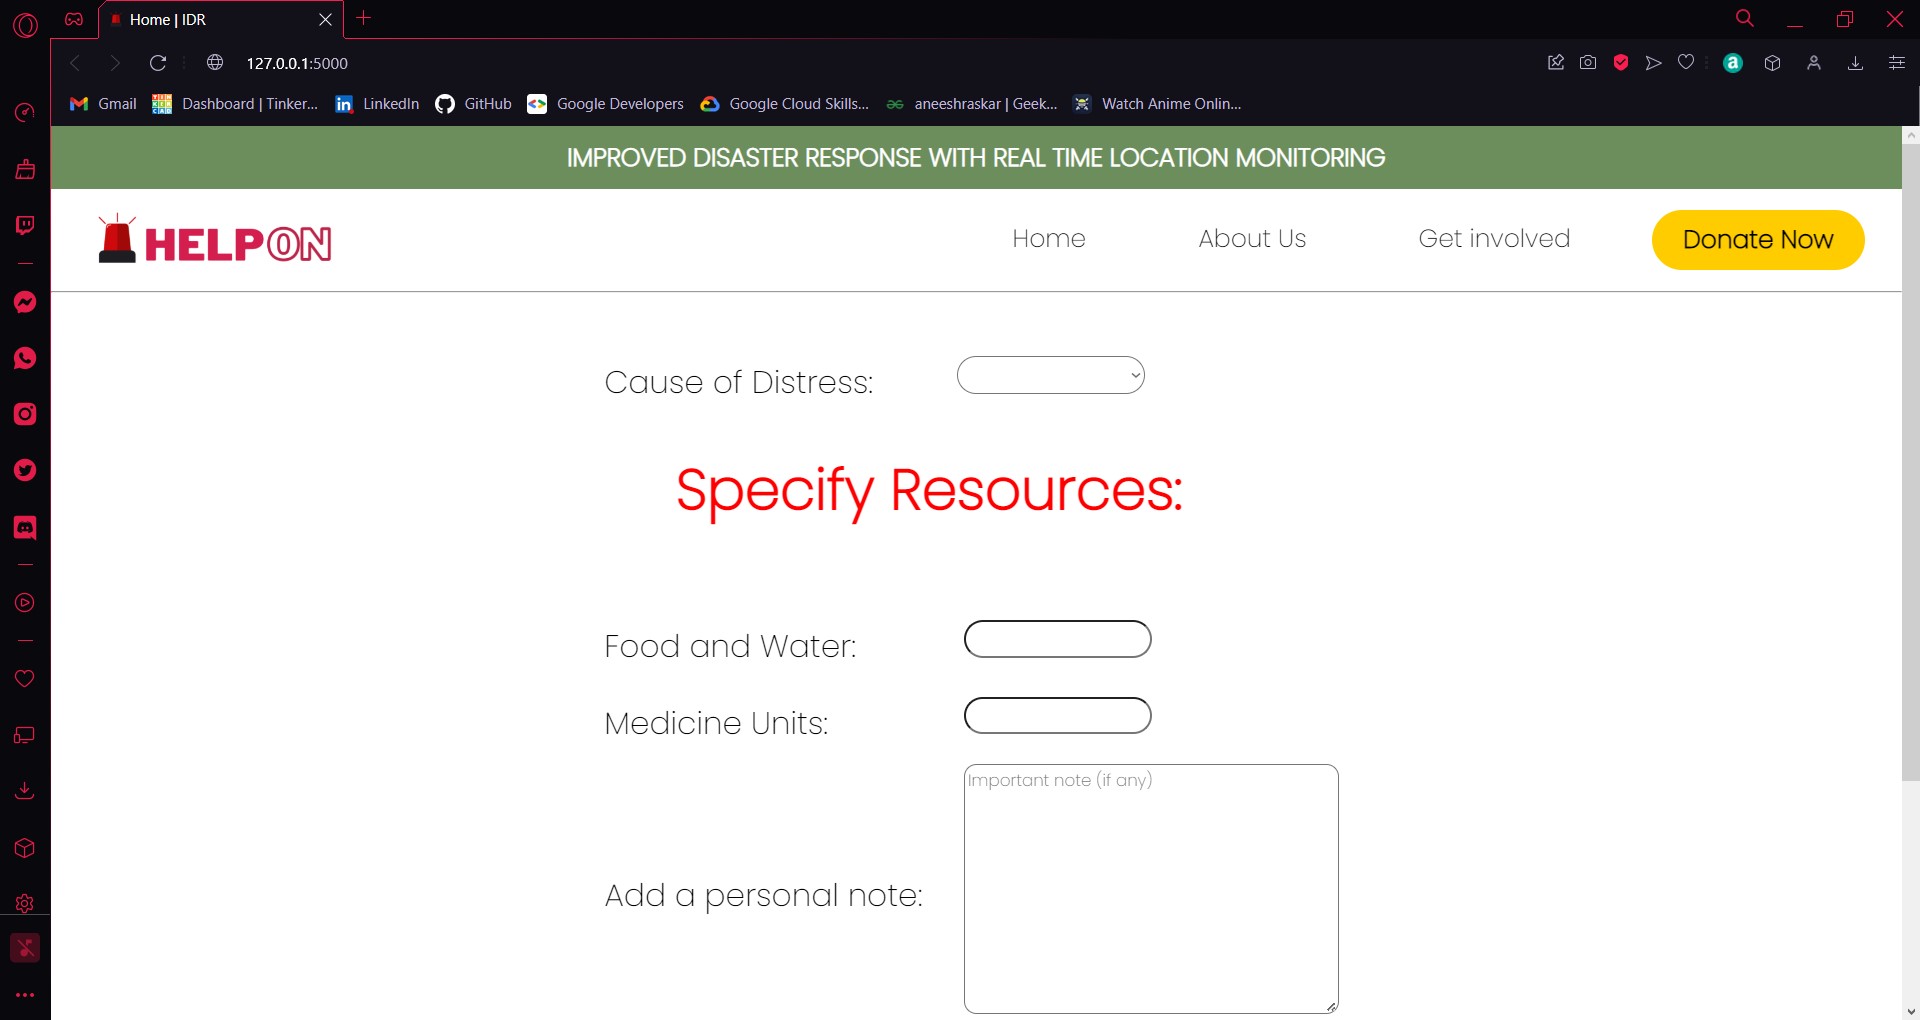 Home | IDR
127.0.0.1:5000
Gmail
Dashboard | Tinker...
LinkedIn
GitHub
Google Developers
Google Cloud Skills...
aneeshraskar | Geek...
Watch Anime Onlin...
IMPROVED DISASTER RESPONSE WITH REAL TIME LOCATION MONITORING
HELPON
Home
About Us
Get involved
Donate Now
Cause of Distress:
Specify Resources:
Food and Water:
Medicine Units:
Important note (if any)
Add a personal note: